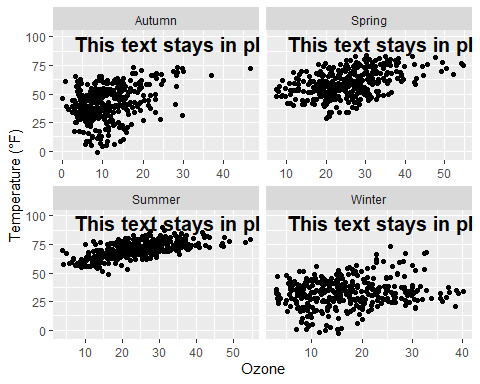 Autumn
Spring
This text stays in pl
This text stays in pl
100
75
50
25
0
0 10 20 30 40
10 20 30 40 50
Summer
Winter
This text stays in pl
This text stays in pl
100
75
50
25
0
10 20 30 40 50
10 20 30 40
Temperature (°F)
Ozone